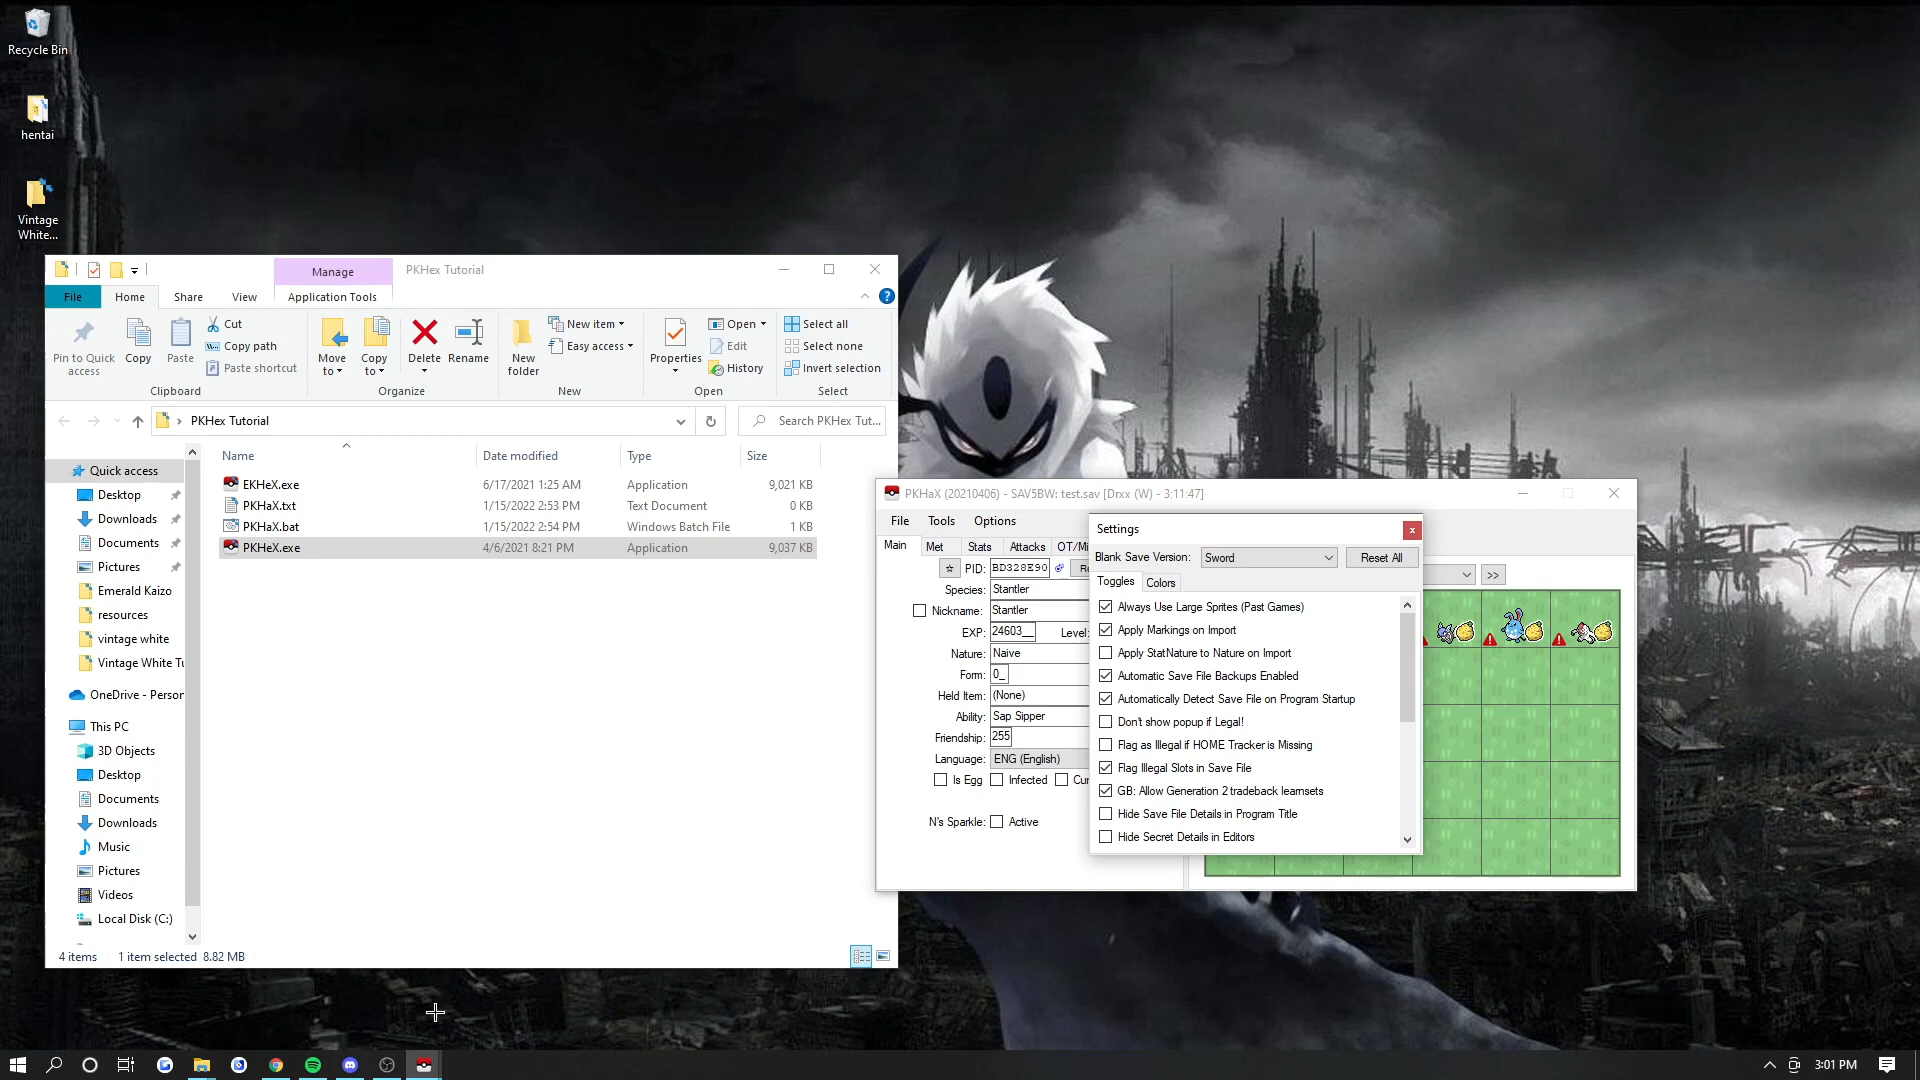 Recycle Bin
hentai
Vintage
White...
Manage
PKHex Tutorial
File
Home
Share
View
Application Tools
Pin to Quick
access
Copy
Paste
Cut
Copy path
Paste shortcut
Clipboard
Move
to
Copy
to
Delete
Rename
Organize
New
folder
New item
Easy access
New
Properties
Open
Edit
History
Open
Select all
Select none
Invert selection
Select
PKHex Tutorial
Search PKHex Tut...
Name
Date modified
Type
Size
EKHeX.exe 6/17/2021 1:25 AM Application 9,021 KB
PKHaX.txt 1/15/2022 2:53 PM Text Document 0 KB
PKHAX.bat 1/15/2022 2:54 PM Windows Batch File 1 KB
PKHeX.exe 4/6/2021 8:21 PM Application 9,037 KB
Quick access
Desktop
Downloads
Documents
Pictures
Emerald Kaizo
resources
vintage white
Vintage White Tu
OneDrive - Person
This PC
3D Objects
Desktop
Documents
Downloads
Music
Pictures
Videos
Local Disk (C:)
4 items
1 item selected 8.82 MB
PKHaX (20210406) - SAV5BW: test.sav [Drxx (W) - 3:11:47]
File
Tools
Options
Main
Met
Stats
Attacks
OT/Mi
PID: BD328E90 Re
Species: Stantler
Nickname: Stantler
EXP: 24603__ Level:
Nature: Naive
Form: 0_
Held Item: (None)
Ability: Sap Sipper
Friendship: 255
Language: ENG (English)
Is Egg
Infected
Cur
N's Sparkle: Active
>>
Settings
x
Blank Save Version: Sword
Reset All
Toggles
Colors
Always Use Large Sprites (Past Games)
Apply Markings on Import
Apply StatNature to Nature on Import
Automatic Save File Backups Enabled
Automatically Detect Save File on Program Startup
Don't show popup if Legal!
Flag as Illegal if HOME Tracker is Missing
Flag Illegal Slots in Save File
GB: Allow Generation 2 tradeback learnsets
Hide Save File Details in Program Title
Hide Secret Details in Editors
3:01 PM